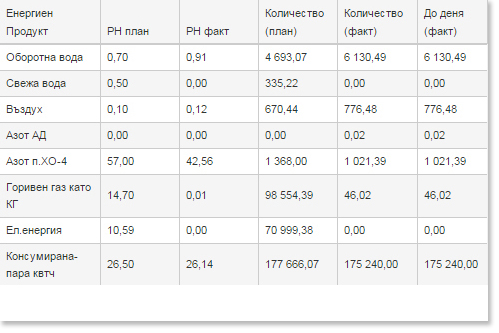 Енергиен Продукт | РН план | РН факт | Количество (план) | Количество (факт) | До деня (факт)
Оборотна вода | 0,70 | 0,91 | 4 693,07 | 6 130,49 | 6 130,49
Свежа вода | 0,50 | 0,00 | 335,22 | 0,00 | 0,00
Въздух | 0,10 | 0,12 | 670,44 | 776,48 | 776,48
Азот АД | 0,00 | 0,00 | 0,00 | 0,02 | 0,02
Азот п.ХО-4 | 57,00 | 42,56 | 1 368,00 | 1 021,39 | 1 021,39
Горивен газ като КГ | 14,70 | 0,01 | 98 554,39 | 46,02 | 46,02
Ел.енергия | 10,59 | 0,00 | 70 999,38 | 0,00 | 0,00
Консумирана-пара квтч | 26,50 | 26,14 | 177 666,07 | 175 240,00 | 175 240,00